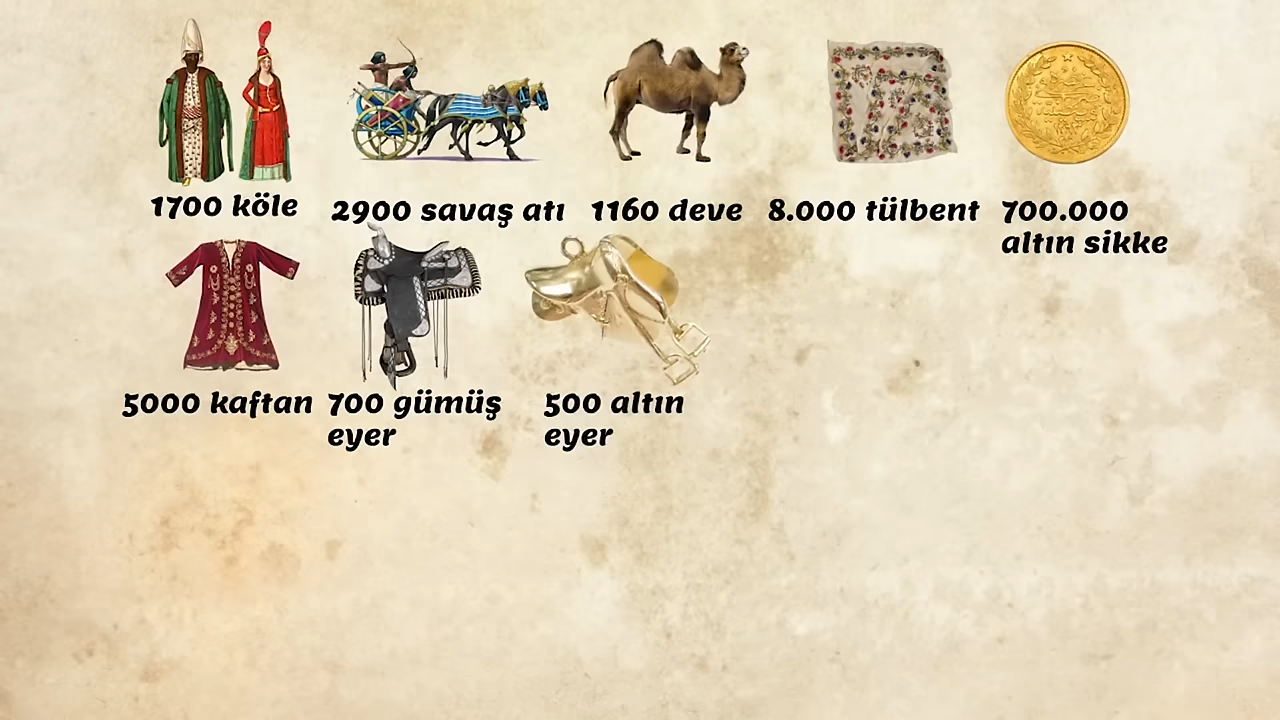 1700 köle
2900 savaş atı
1160 deve
8.000 tülbent
700.000
altın sikke
5000 kaftan
700 gümüş
eyer
500 altın
eyer